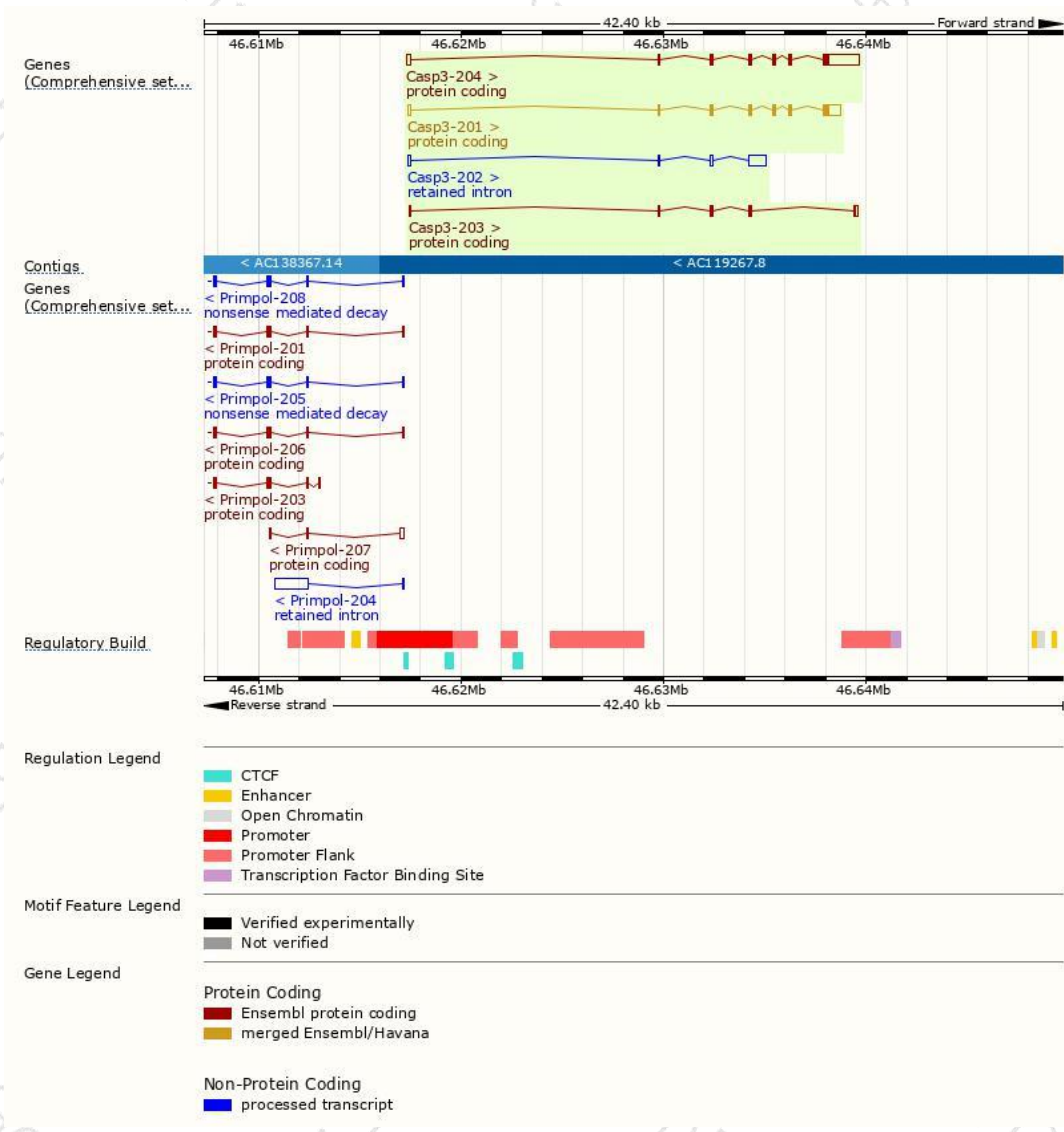 42.40 kb Forward strand
46.61Mb 46.62Mb 46.63Mb 46.64Mb
Genes
(Comprehensive set...
Casp3-204 >
protein coding
Casp3-201 >
protein coding
Casp3-202 >
retained intron
Casp3-203 >
protein coding
Contigs
< AC138367.14 < AC119267.8
Genes
(Comprehensive set...
< Primpol-208
nonsense mediated decay
< Primpol-201
protein coding
< Primpol-205
nonsense mediated decay
< Primpol-206
protein coding
< Primpol-203
protein coding
< Primpol-207
protein coding
< Primpol-204
retained intron
Regulatory Build
46.61Mb 46.62Mb 46.63Mb 46.64Mb
Reverse strand 42.40 kb
Regulation Legend
CTCF
Enhancer
Open Chromatin
Promoter
Promoter Flank
Transcription Factor Binding Site
Motif Feature Legend
Verified experimentally
Not verified
Gene Legend
Protein Coding
Ensembl protein coding
merged Ensembl/Havana
Non-Protein Coding
processed transcript